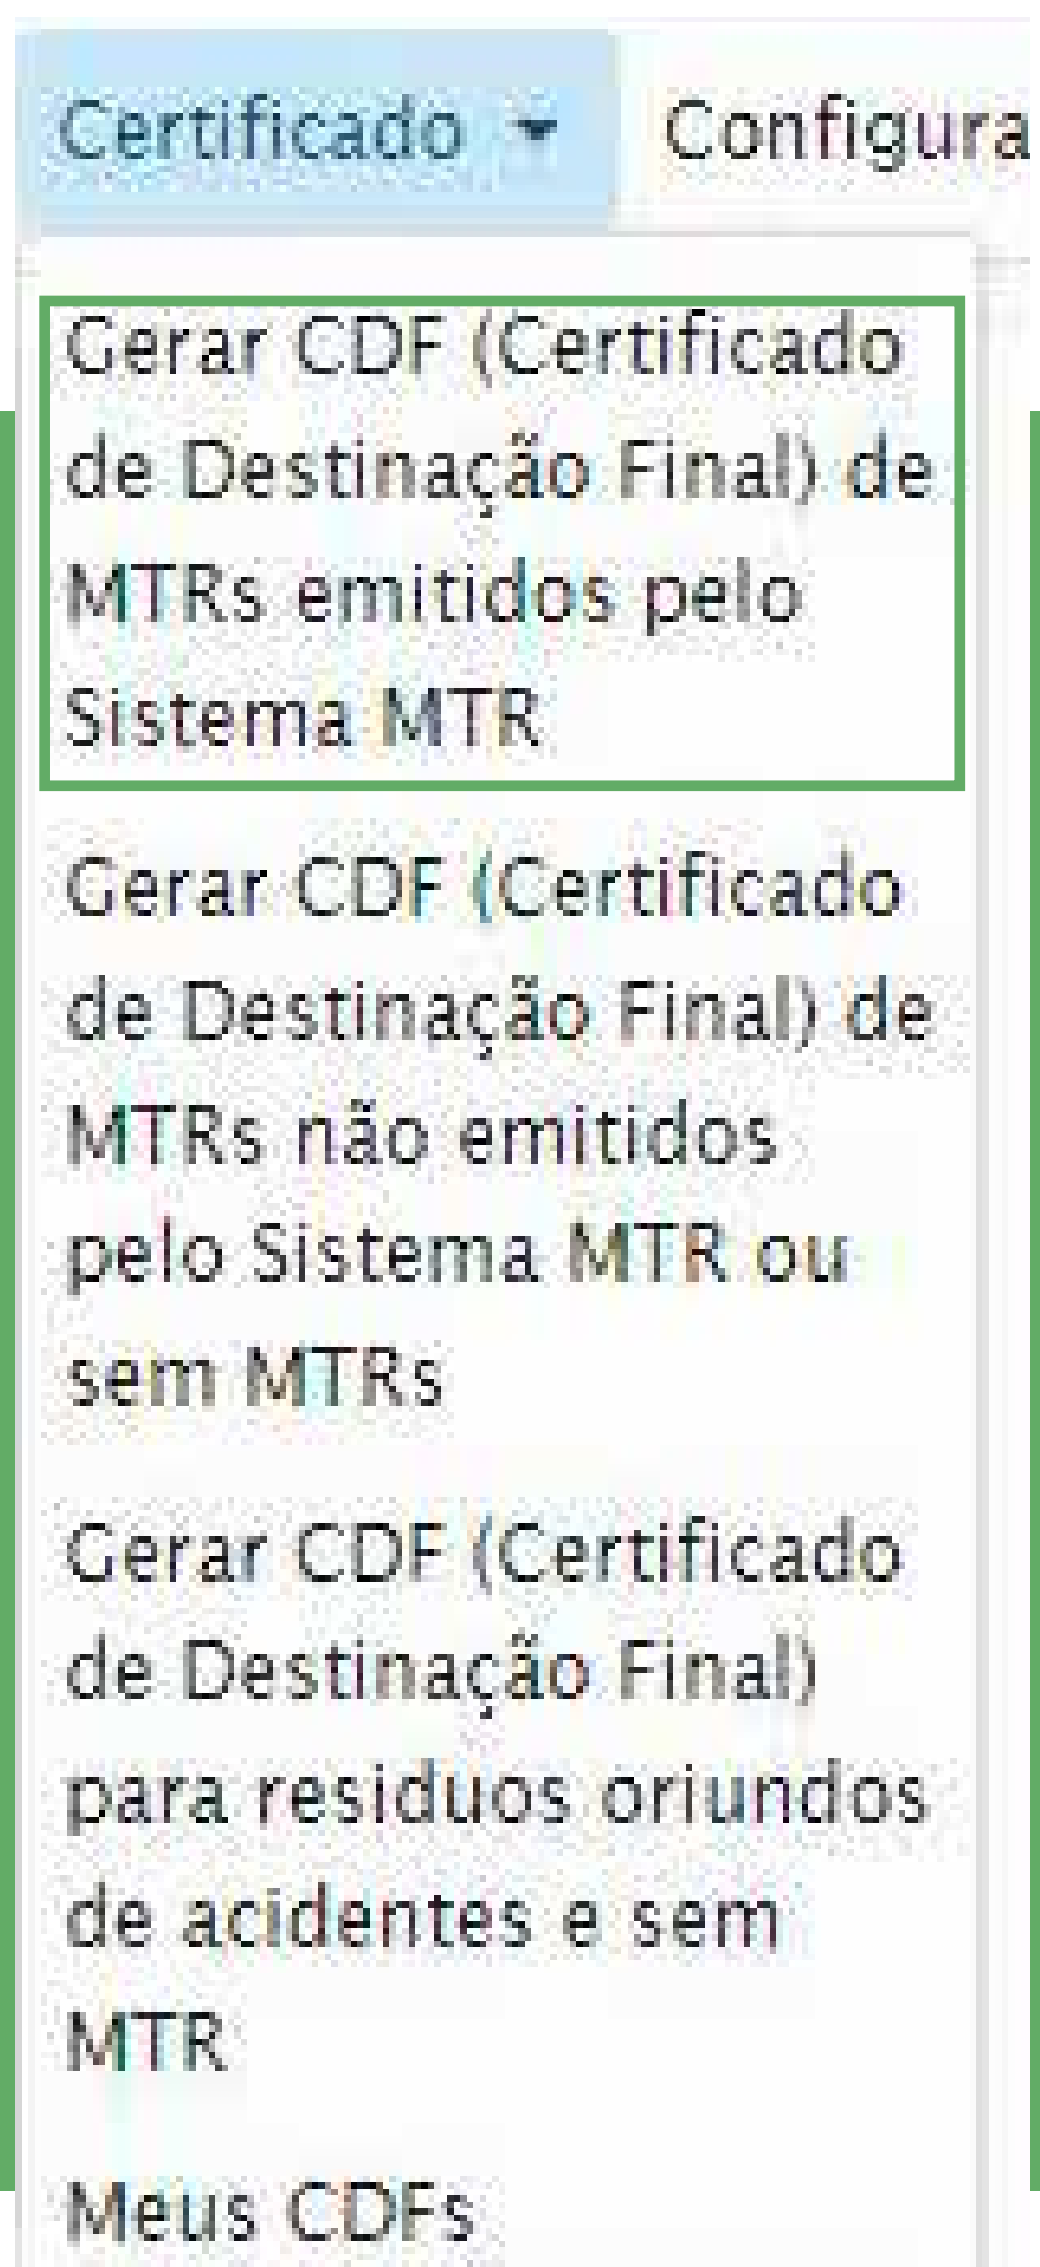 Certificado Configura
Gerar CDF (Certificado
de Destinação Final) de
MTRs emitidos pelo
Sistema MTR
Gerar CDF (Certificado
de Destinação Final) de
MTRs não emitidos
pelo Sistema MTR ou
sem MTRs
Gerar CDF (Certificado
de Destinação Final)
para resíduos oriundos
de acidentes e sem
MTR
Meus CDFs